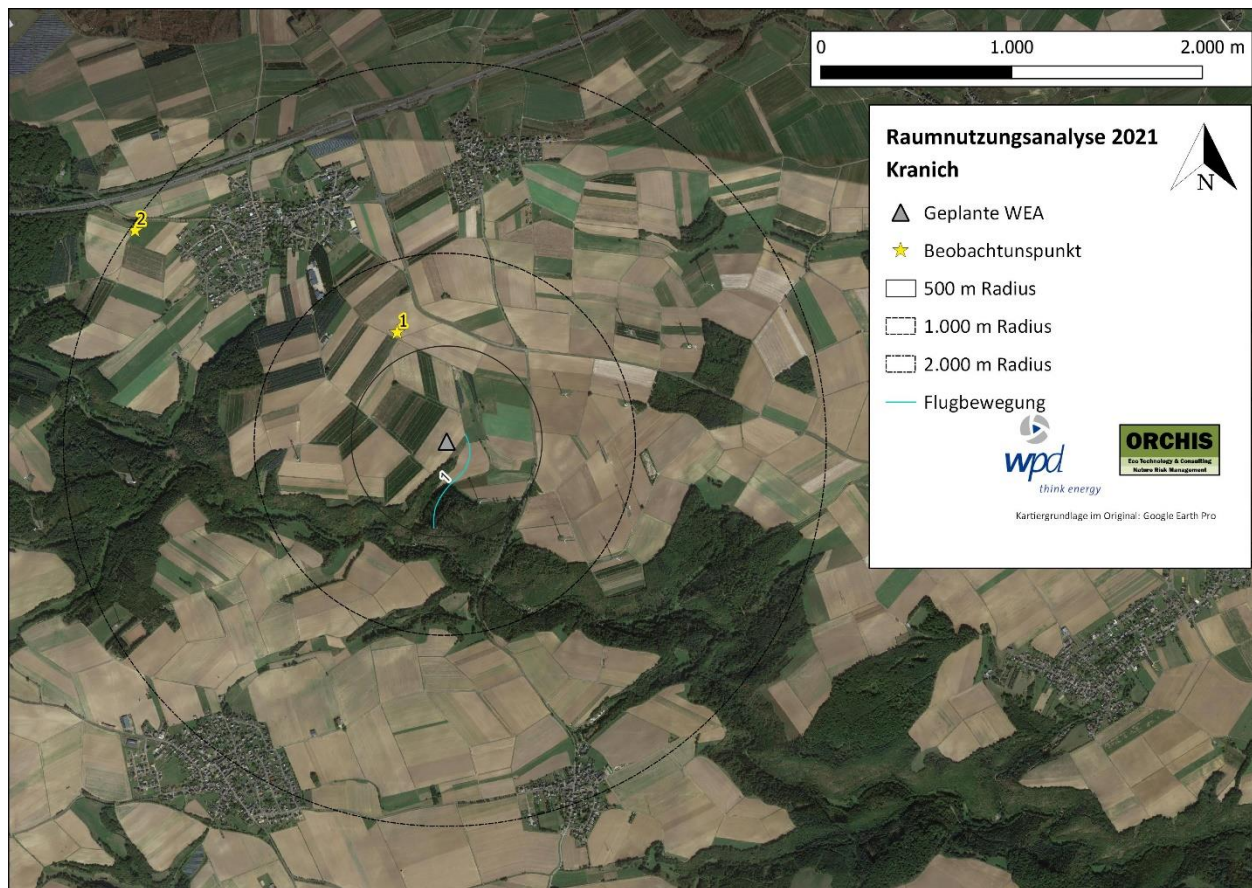 0 1.000 2.000 m
Raumnutzungsanalyse 2021
Kranich
N
Geplante WEA
Beobachtunspunkt
500 m Radius
1.000 m Radius
2.000 m Radius
Flugbewegung
wpd
think energy
ORCHIS
Eco Technology & Consulting
Nature Risk Management
Kartiergrundlage im Original: Google Earth Pro
2
1
1